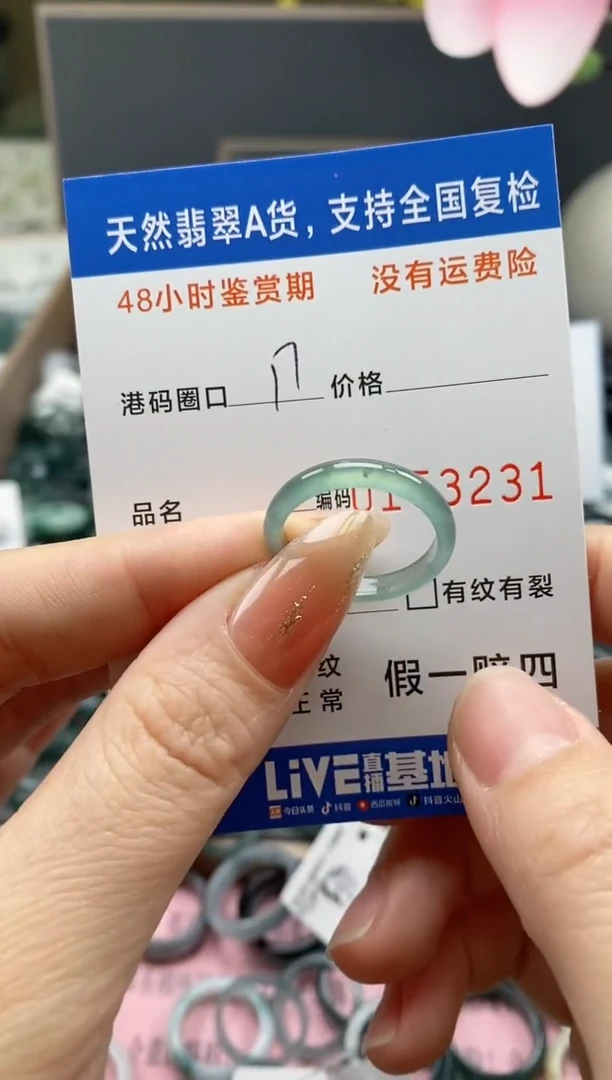 天然翡翠A货，支持全国复检
48小时鉴赏期 没有运费险
港码圈口 17 价格
品名 编码 3231
有纹有裂
纹 假一赔四
正常
LiVE直播基地
今日头条 抖音 西瓜视频 抖音火山